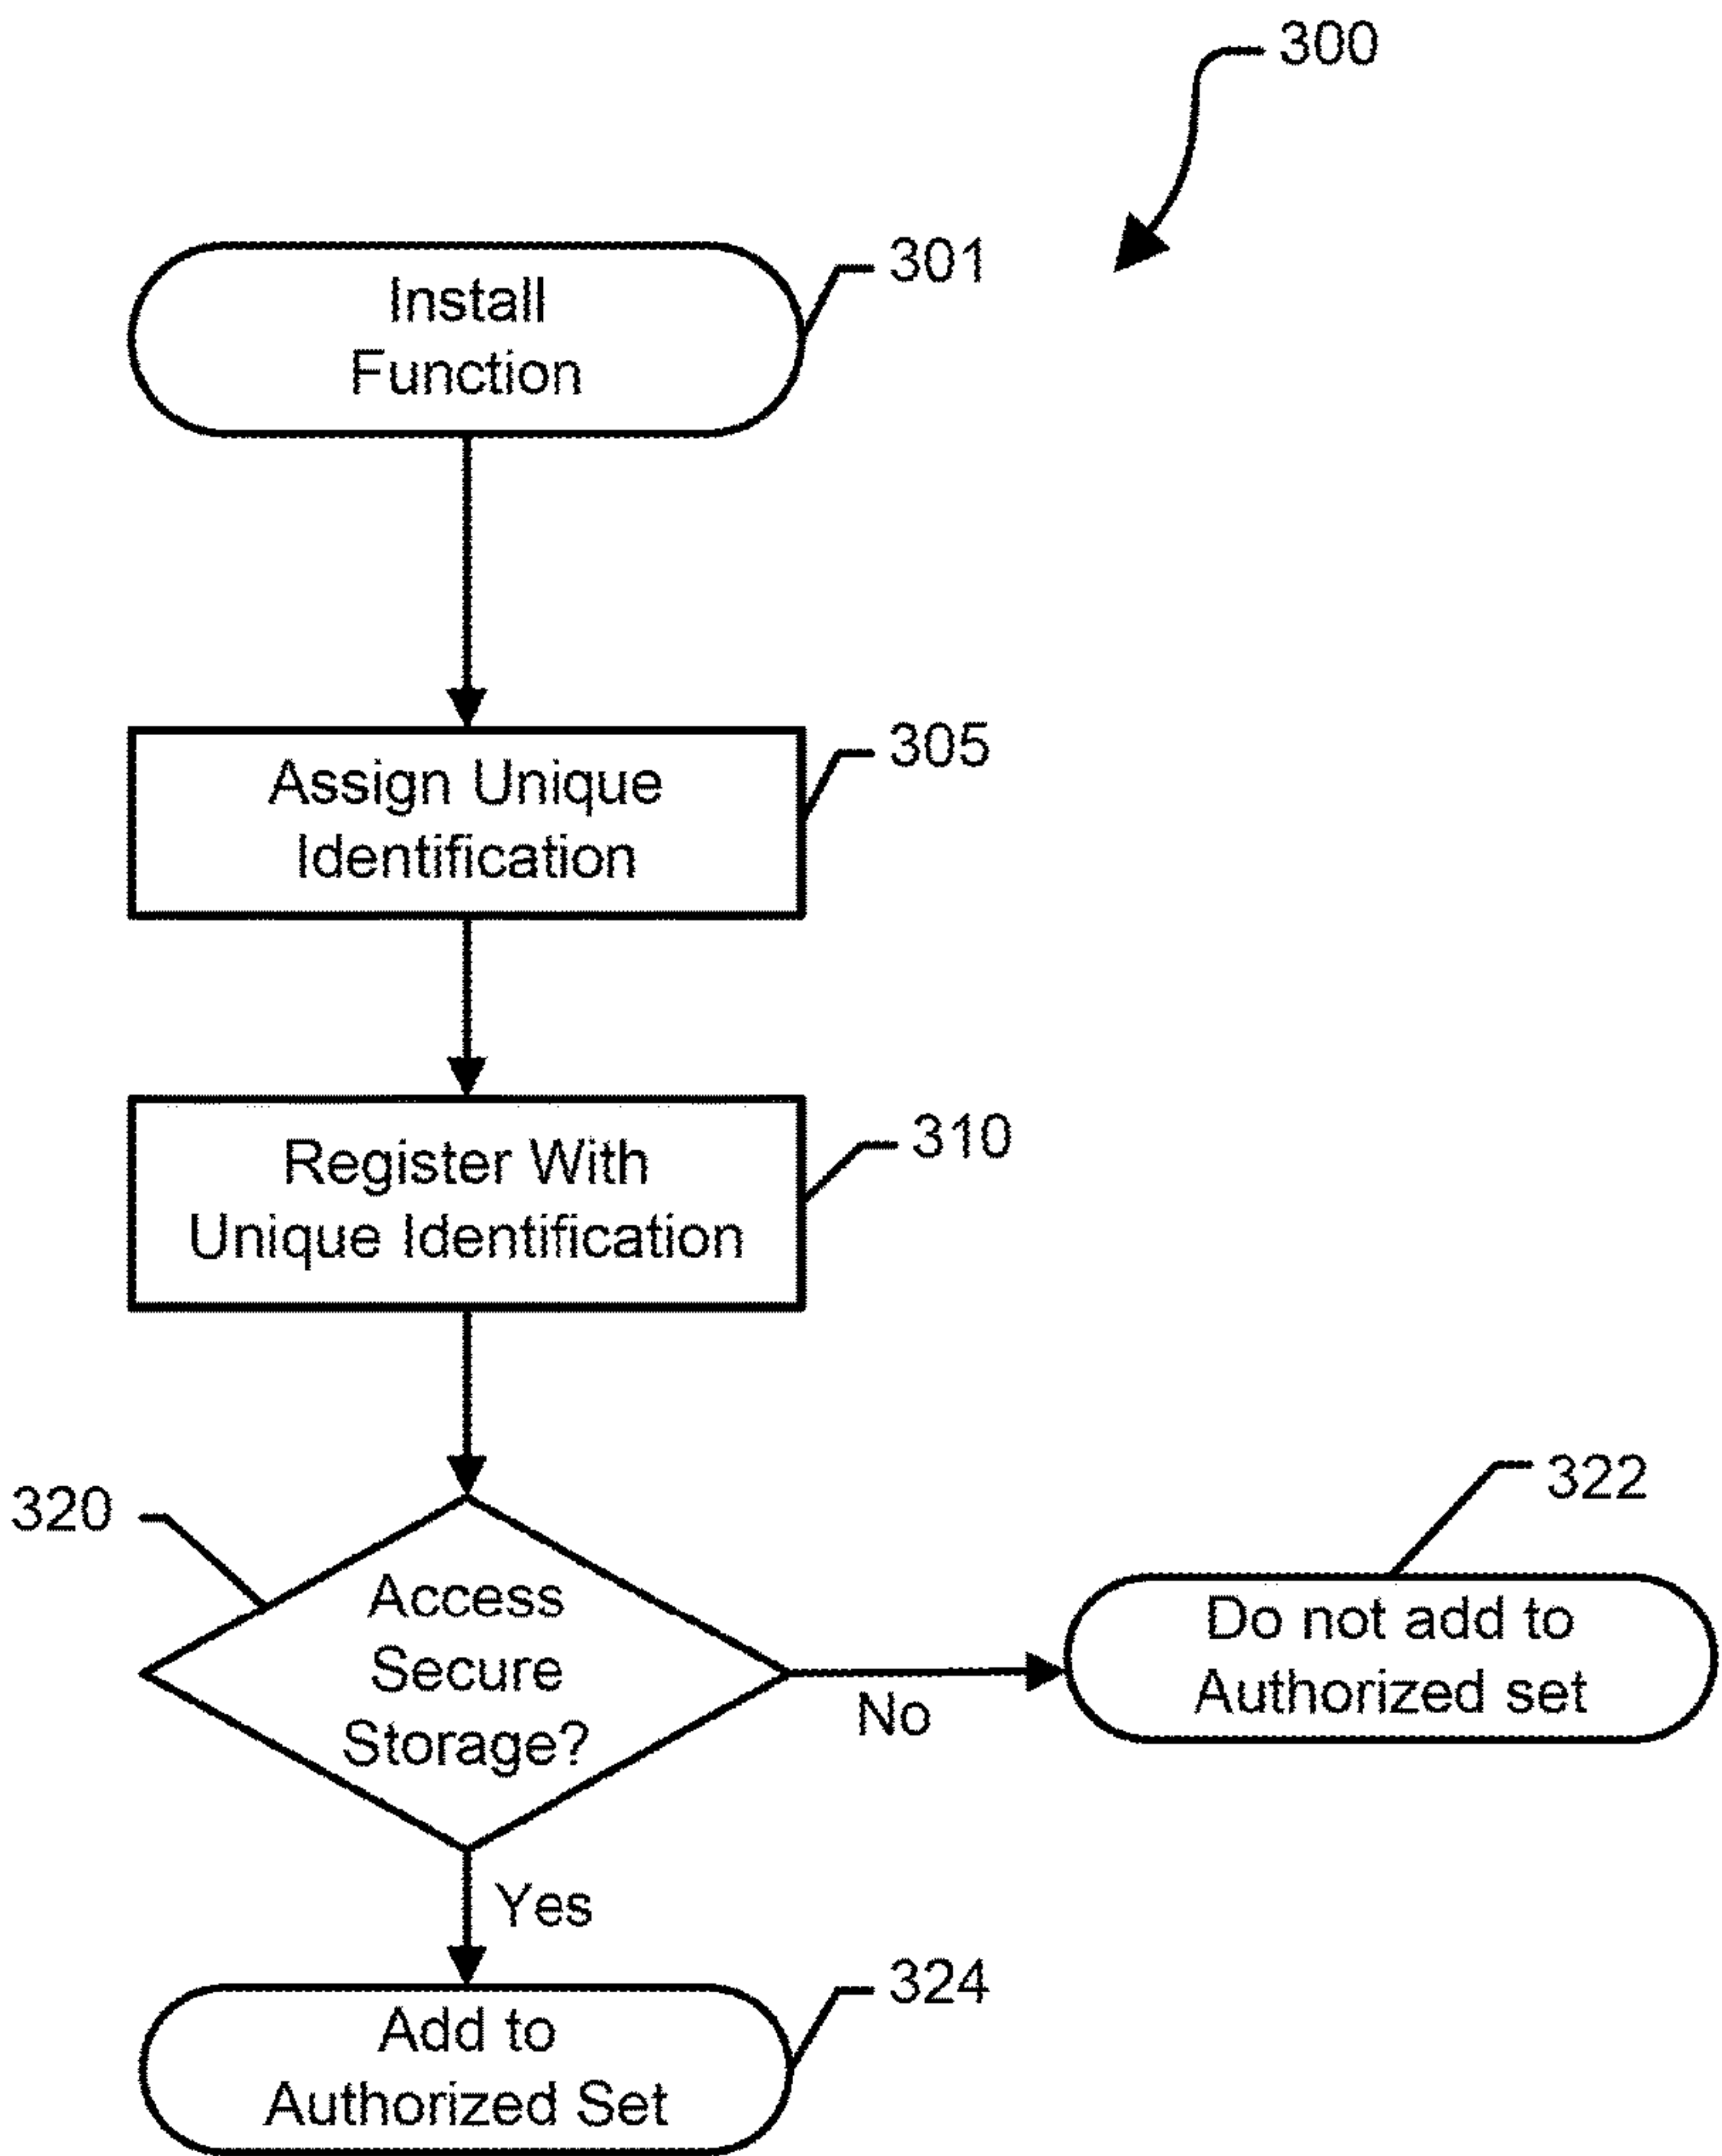 300
301
Install
Function
305
Assign Unique
Identification
310
Register With
Unique Identification
320
322
Access
Secure
Storage?
Do not add to
Authorized set
No
Yes
324
Add to
Authorized Set